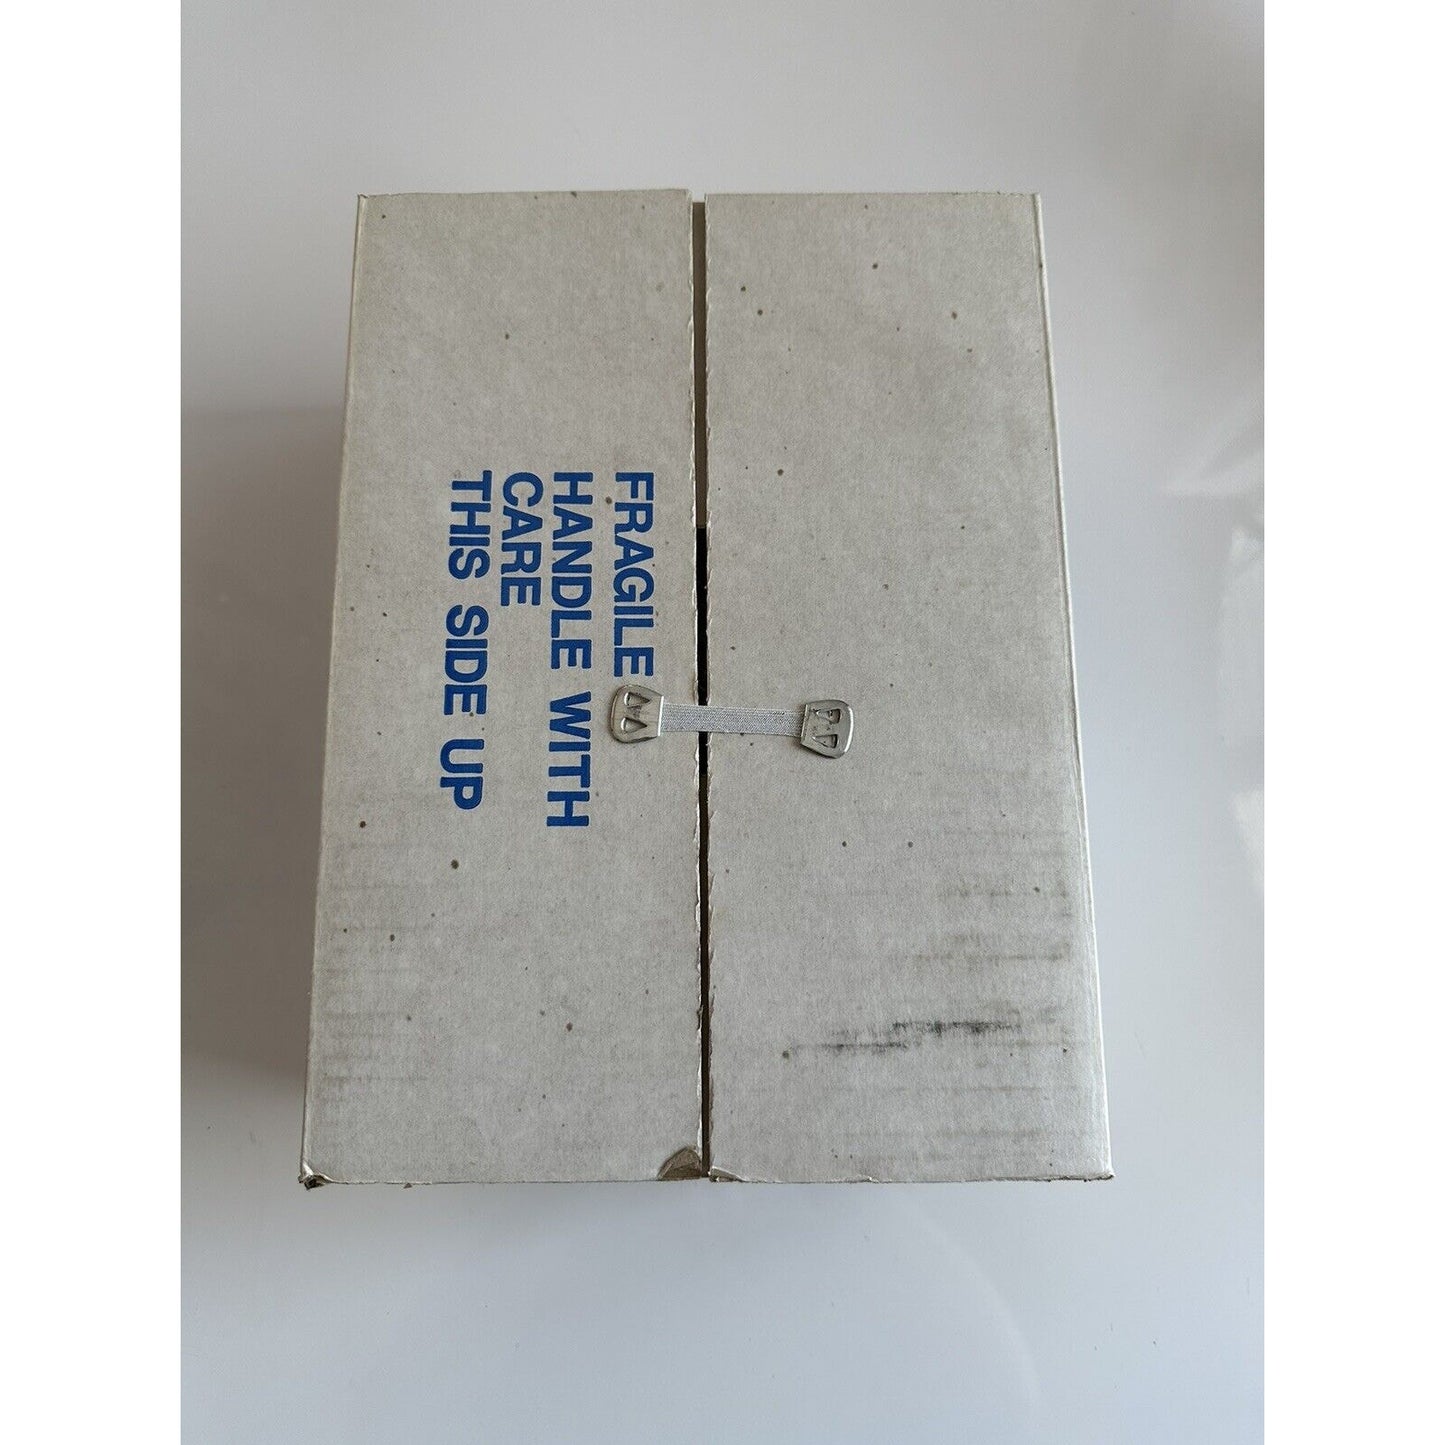 FRAGILE
HANDLE WITH
CARE
THIS SIDE UP